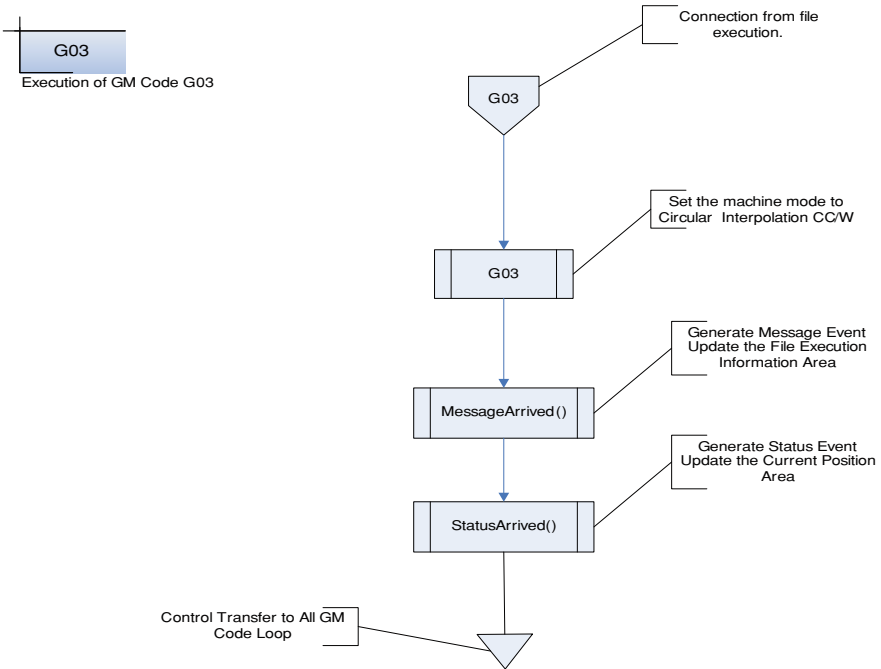 G03
Execution of GM Code G03
Connection from file
execution.
G03
Set the machine mode to
Circular Interpolation CC/W
G03
Generate Message Event
Update the File Execution
Information Area
MessageArrived()
Generate Status Event
Update the Current Position
Area
StatusArrived()
Control Transfer to All GM
Code Loop